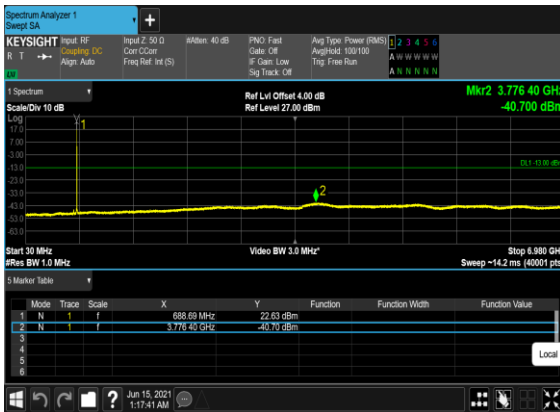 Spectrum Analyzer 1
Swept SA
KEYSIGHT Input: RF Input Z: 50 Ω #Atten: 40 dB PNO: Fast Avg Type: Power (RMS) 1 2 3 4 5 6
R T Coupling: DC Corr CCorr Gate: Off Avg|Hold: 100/100 A W W W W W
Align: Auto Freq Ref: Int (S) IF Gain: Low Trig: Free Run
Sig Track: Off A N N N N N
1 Spectrum Ref Lvl Offset 4.00 dB Mkr2 3.776 40 GHz
Scale/Div 10 dB Ref Level 27.00 dBm -40.700 dBm
Log
17.0 1
7.00
-3.00
-13.0 DL1 -13.00 dBm
-23.0
-33.0 2
-43.0
-53.0
-63.0
Start 30 MHz Video BW 3.0 MHz* Stop 6.980 GH
#Res BW 1.0 MHz Sweep ~14.2 ms (40001 pts
5 Marker Table
Mode Trace Scale X Y Function Function Width Function Value
1 N 1 f 688.69 MHz 22.63 dBm
2 N 1 f 3.776 40 GHz -40.70 dBm
3
4
5
6
Local
? Jun 15, 2021
1:17:41 AM